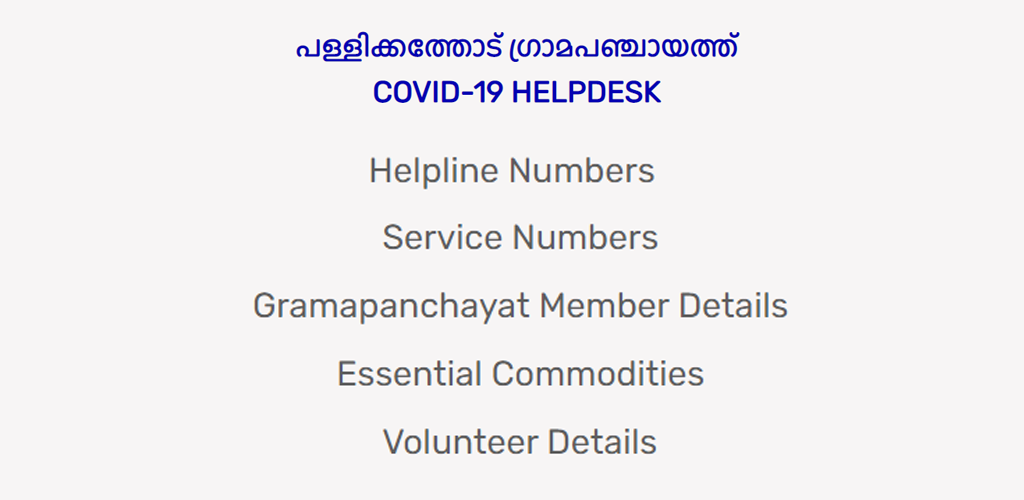 പള്ളിക്കത്തോട് ഗ്രാമപഞ്ചായത്ത്
COVID-19 HELPDESK
Helpline Numbers
Service Numbers
Gramapanchayat Member Details
Essential Commodities
Volunteer Details